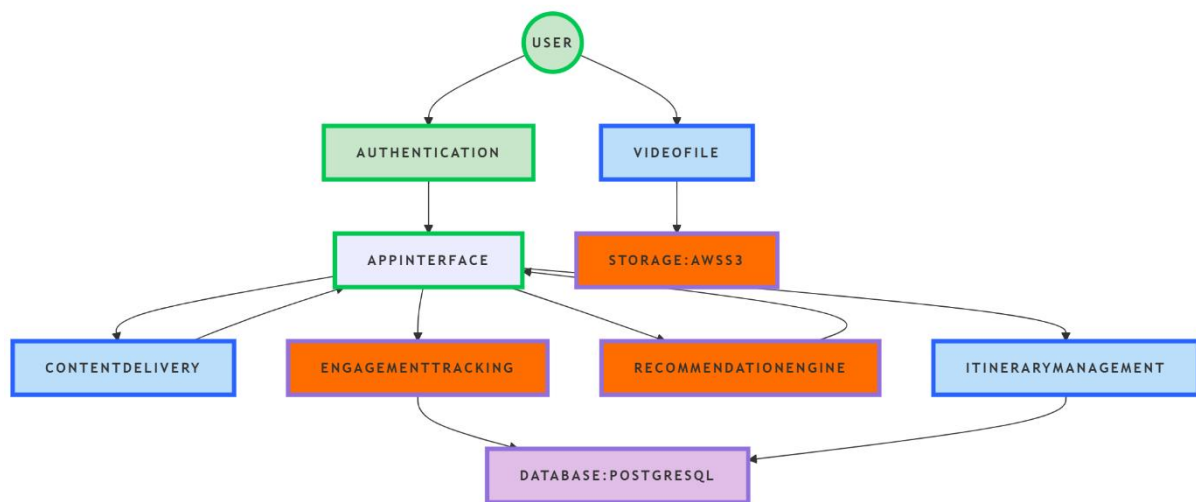 USER
AUTHENTICATION
VIDEOFILE
APPINTERFACE
STORAGE:AWSS3
CONTENTDELIVERY
ENGAGEMENTTRACKING
RECOMMENDATIONENGINE
ITINERARYMANAGEMENT
DATABASE:POSTGRESQL